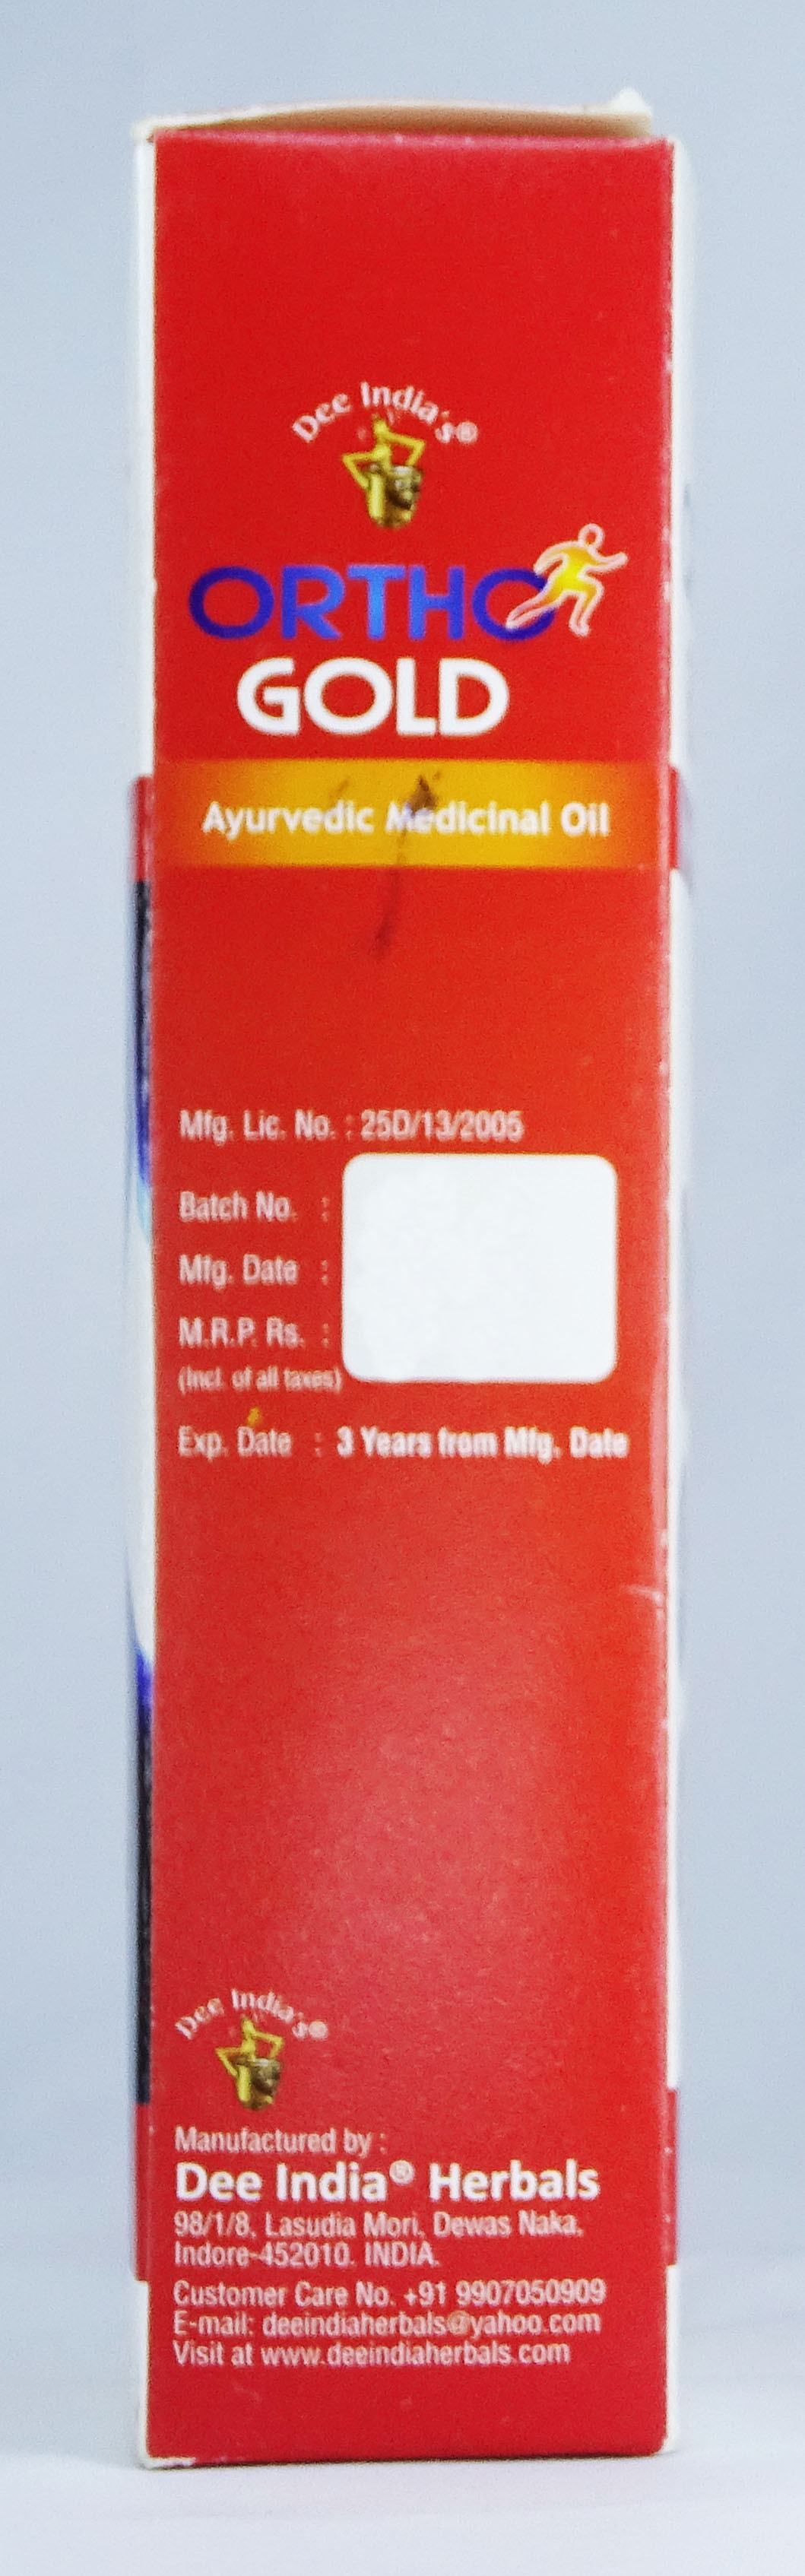 Dee India's®
ORTHO
GOLD
Ayurvedic Medicinal Oil
Mfg. Lic. No. : 25D/13/2005
Batch No. :
Mfg. Date :
M.R.P. Rs. :
(Incl. of all taxes)
Exp. Date : 3 Years from Mfg. Date
Dee India's®
Manufactured by :
Dee India® Herbals
98/1/8, Lasudia Mori, Dewas Naka,
Indore-452010. INDIA.
Customer Care No. +91 9907050909
E-mail: deeindiaherbals@yahoo.com
Visit at www.deeindiaherbals.com